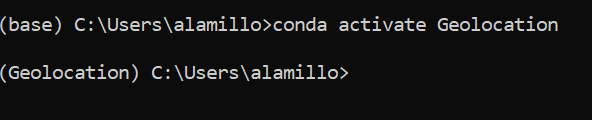 (base) C:\Users\alamillo>conda activate Geolocation
(Geolocation) C:\Users\alamillo>